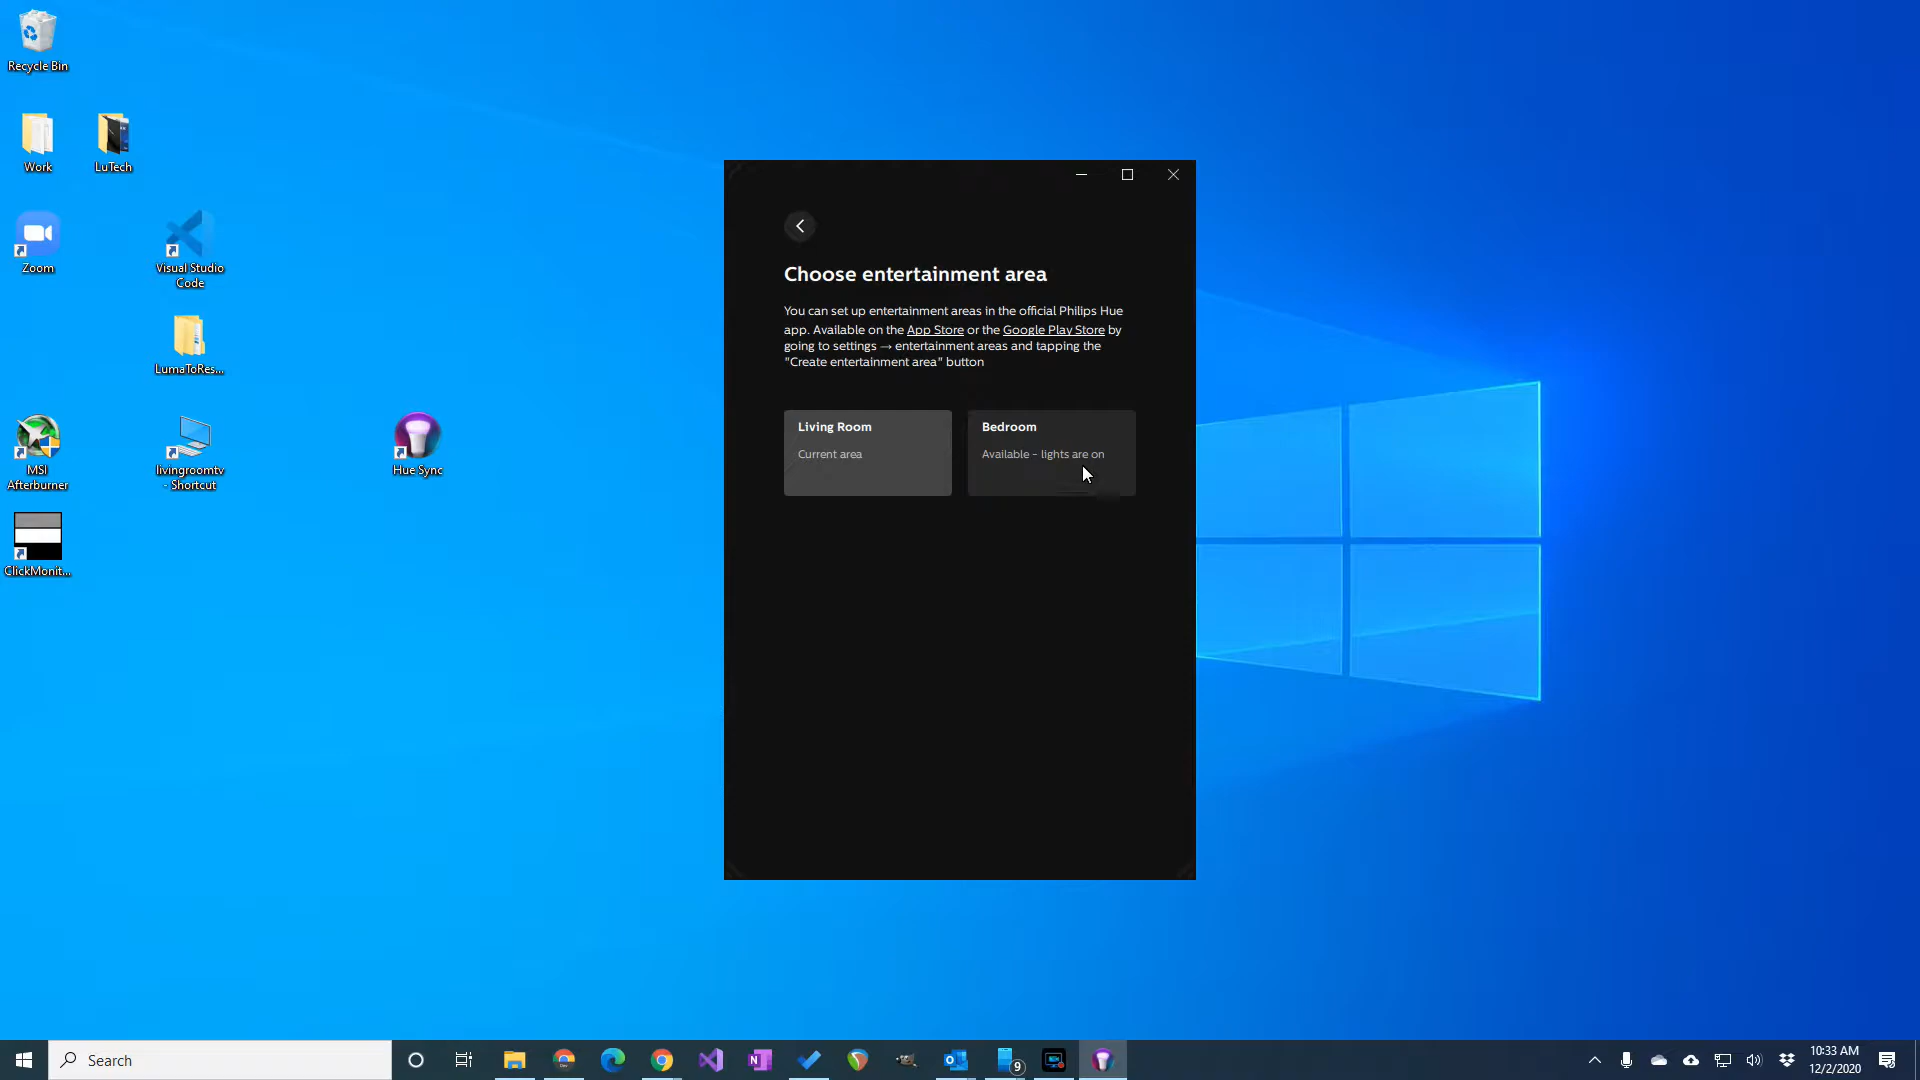 Recycle Bin
Work
LuTech
Zoom
Visual Studio
Code
LumaToRes...
MSI
Afterburner
livingroomtv
- Shortcut
Hue Sync
ClickMonit...
Choose entertainment area
You can set up entertainment areas in the official Philips Hue
app. Available on the App Store or the Google Play Store by
going to settings → entertainment areas and tapping the
"Create entertainment area" button
Living Room
Current area
Bedroom
Available - lights are on
Search
Dev
N
9
10:33 AM
12/2/2020